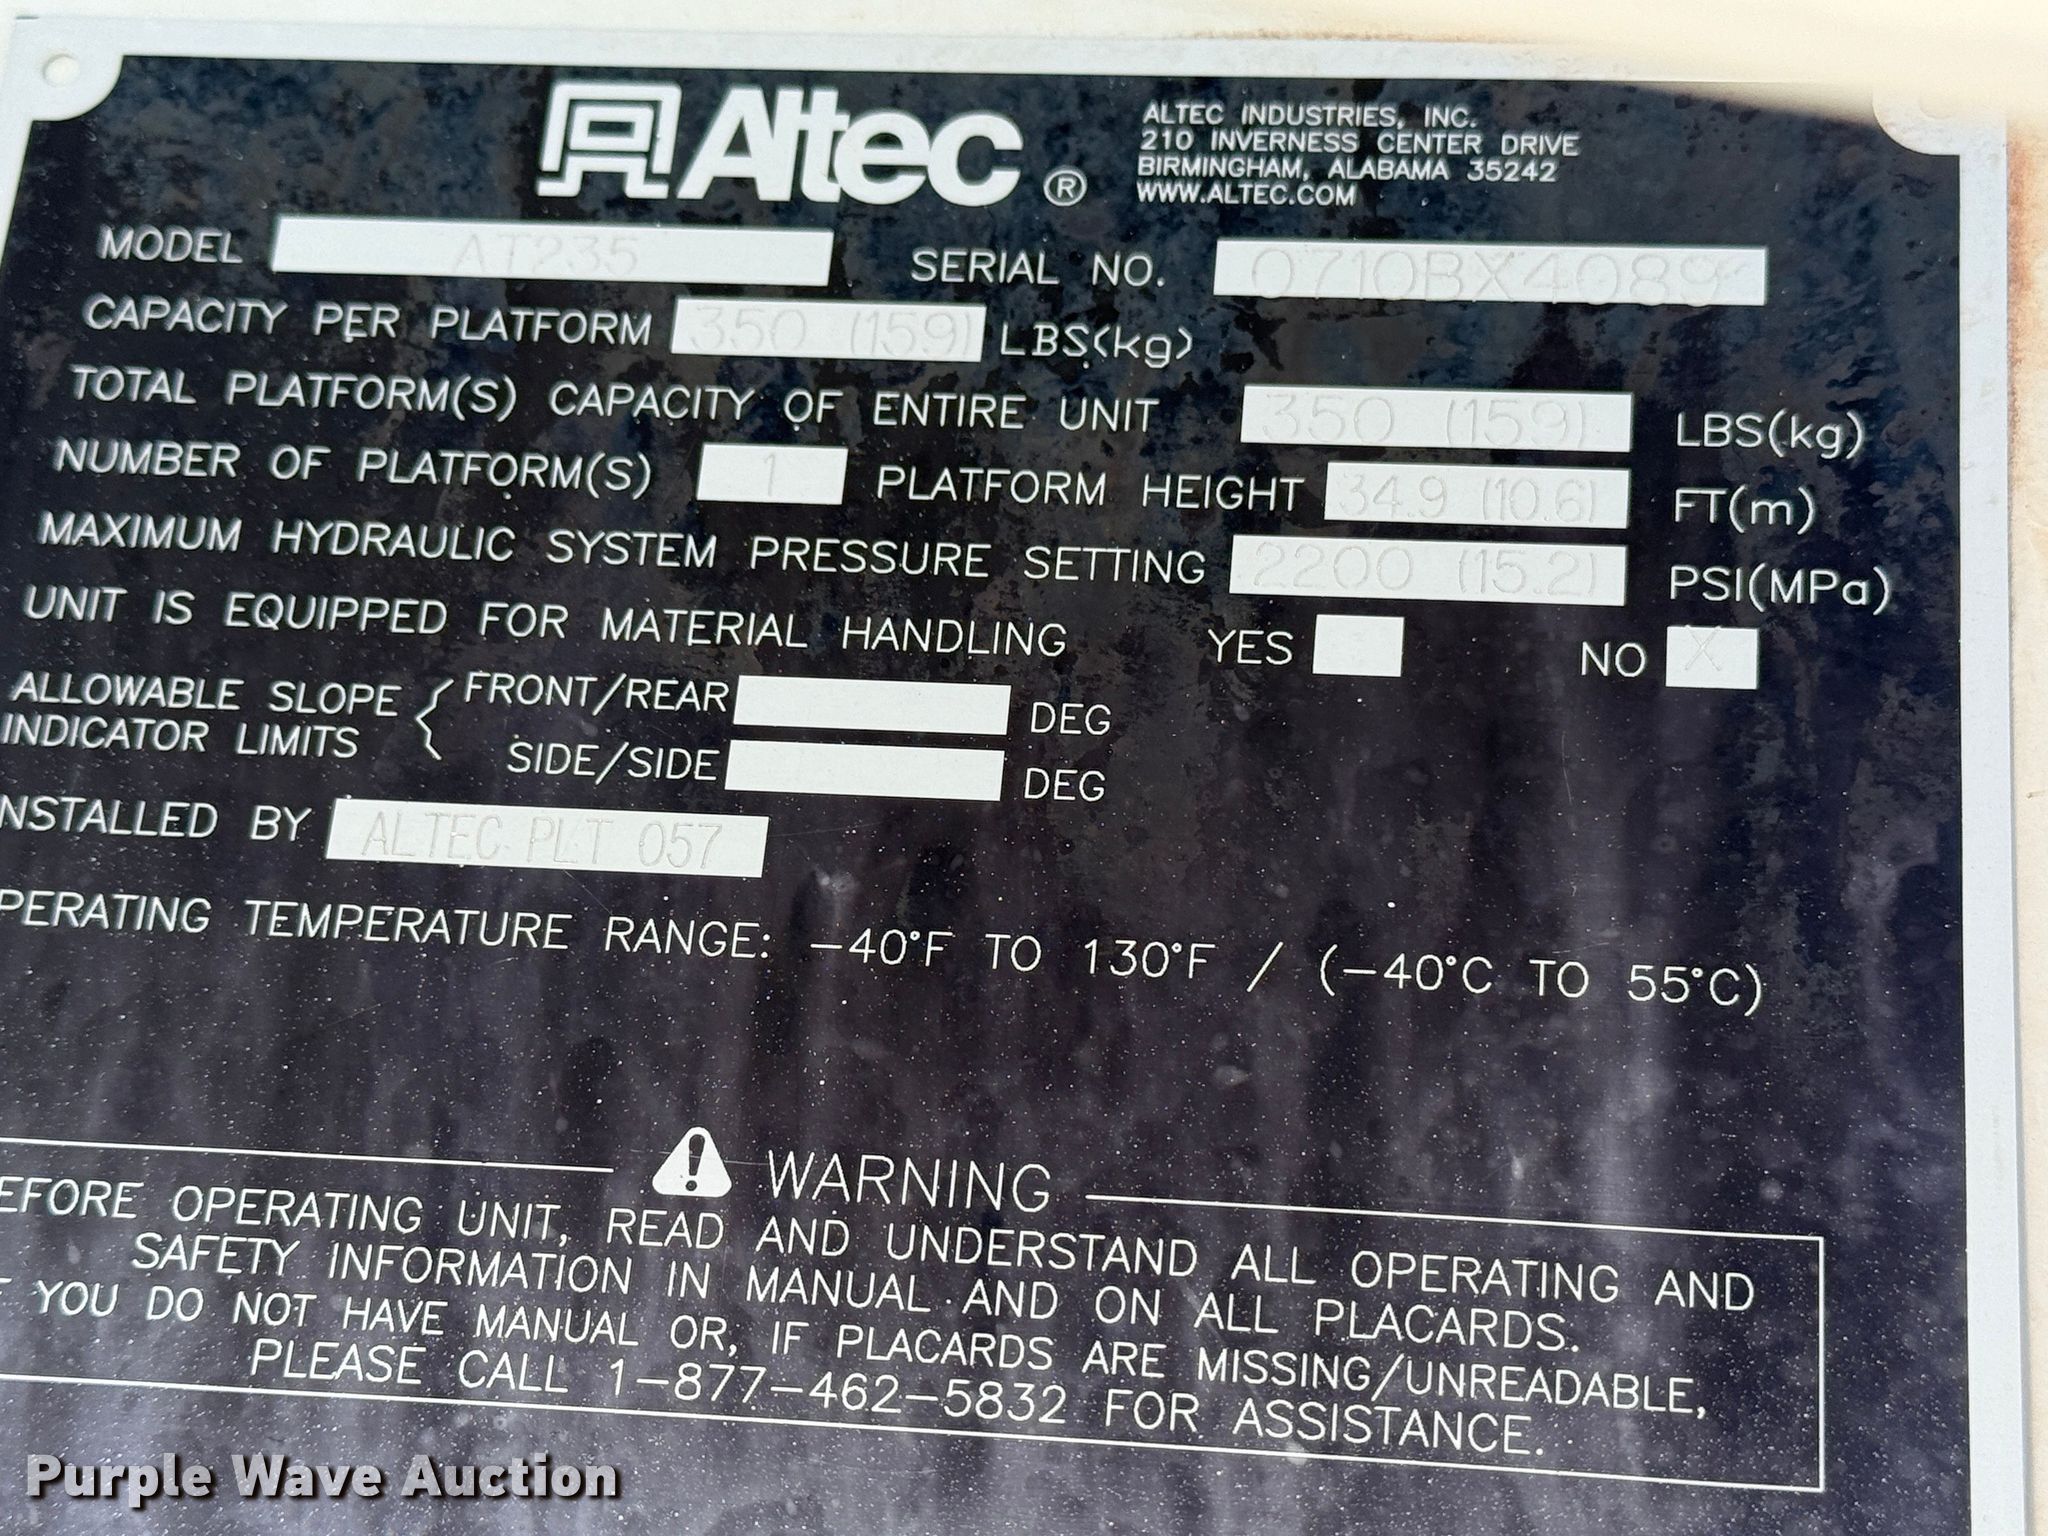 Altec ®
ALTEC INDUSTRIES, INC.
210 INVERNESS CENTER DRIVE
BIRMINGHAM, ALABAMA 35242
WWW.ALTEC.COM
MODEL AT235 SERIAL NO. 0710BX4089
CAPACITY PER PLATFORM 350 (159) LBS(kg)
TOTAL PLATFORM(S) CAPACITY OF ENTIRE UNIT 350 (159) LBS(kg)
NUMBER OF PLATFORM(S) 1 PLATFORM HEIGHT 34.9 (10.6) FT(m)
MAXIMUM HYDRAULIC SYSTEM PRESSURE SETTING 2200 (15.2) PSI(MPa)
UNIT IS EQUIPPED FOR MATERIAL HANDLING YES NO X
ALLOWABLE SLOPE INDICATOR LIMITS { FRONT/REAR DEG
SIDE/SIDE DEG
NSTALLED BY ALTEC PLT 057
PERATING TEMPERATURE RANGE: -40°F TO 130°F / (-40°C TO 55°C)
! WARNING
EFORE OPERATING UNIT, READ AND UNDERSTAND ALL OPERATING AND
SAFETY INFORMATION IN MANUAL AND ON ALL PLACARDS.
YOU DO NOT HAVE MANUAL OR, IF PLACARDS ARE MISSING/UNREADABLE,
PLEASE CALL 1-877-462-5832 FOR ASSISTANCE.
Purple Wave Auction